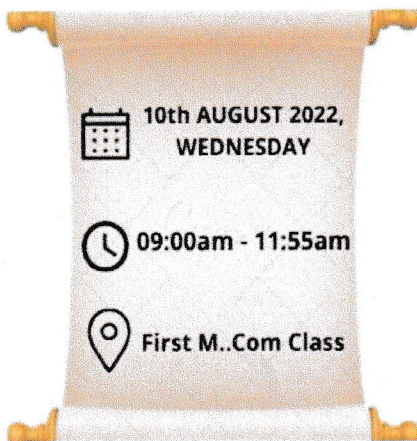 10th AUGUST 2022,
WEDNESDAY
09:00am - 11:55am
First M..Com Class